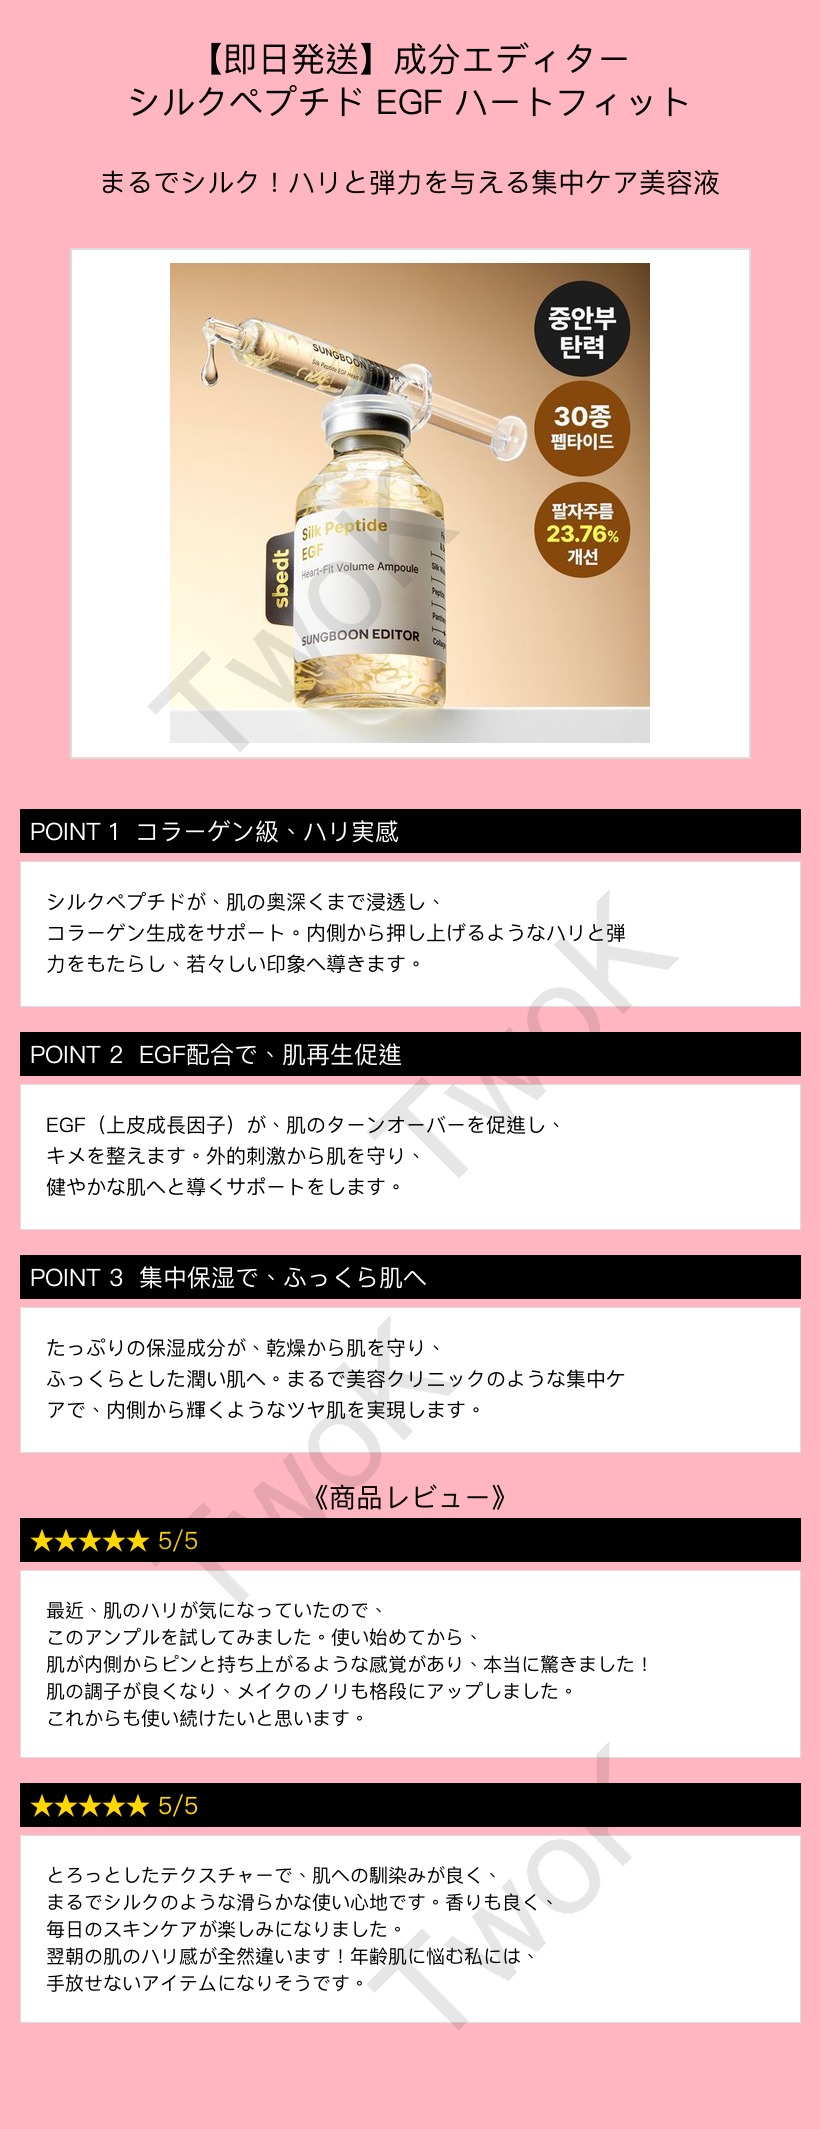 【即日発送】成分エディター
シルクペプチド EGF ハートフィット
まるでシルク！ハリと弾力を与える集中ケア美容液
중안부
탄력
30종
펩타이드
팔자주름
23.76%
개선
SUNGBOON EDITOR
Silk Peptide EGF Heart-F
Silk Peptide
EGF
Heart-Fit Volume Ampoule
sbedt
SUNGBOON EDITOR
TwoK
POINT 1 コラーゲン級、ハリ実感
シルクペプチドが、肌の奥深くまで浸透し、
コラーゲン生成をサポート。内側から押し上げるようなハリと弾
力をもたらし、若々しい印象へ導きます。
TwoK
POINT 2 EGF配合で、肌再生促進
EGF（上皮成長因子）が、肌のターンオーバーを促進し、
キメを整えます。外的刺激から肌を守り、
健やかな肌へと導くサポートをします。
POINT 3 集中保湿で、ふっくら肌へ
たっぷりの保湿成分が、乾燥から肌を守り、
ふっくらとした潤い肌へ。まるで美容クリニックのような集中ケ
アで、内側から輝くようなツヤ肌を実現します。
TwoK
《商品レビュー》
★★★★★ 5/5
最近、肌のハリが気になっていたので、
このアンプルを試してみました。使い始めてから、
肌が内側からピンと持ち上がるような感覚があり、本当に驚きました！
肌の調子が良くなり、メイクのノリも格段にアップしました。
これからも使い続けたいと思います。
★★★★★ 5/5
とろっとしたテクスチャーで、肌への馴染みが良く、
まるでシルクのような滑らかな使い心地です。香りも良く、
毎日のスキンケアが楽しみになりました。
翌朝の肌のハリ感が全然違います！年齢肌に悩む私には、
手放せないアイテムになりそうです。
TwoK